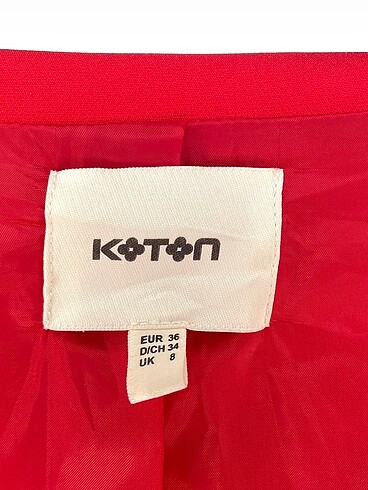 KOTON
EUR 36
D/CH 34
UK 8